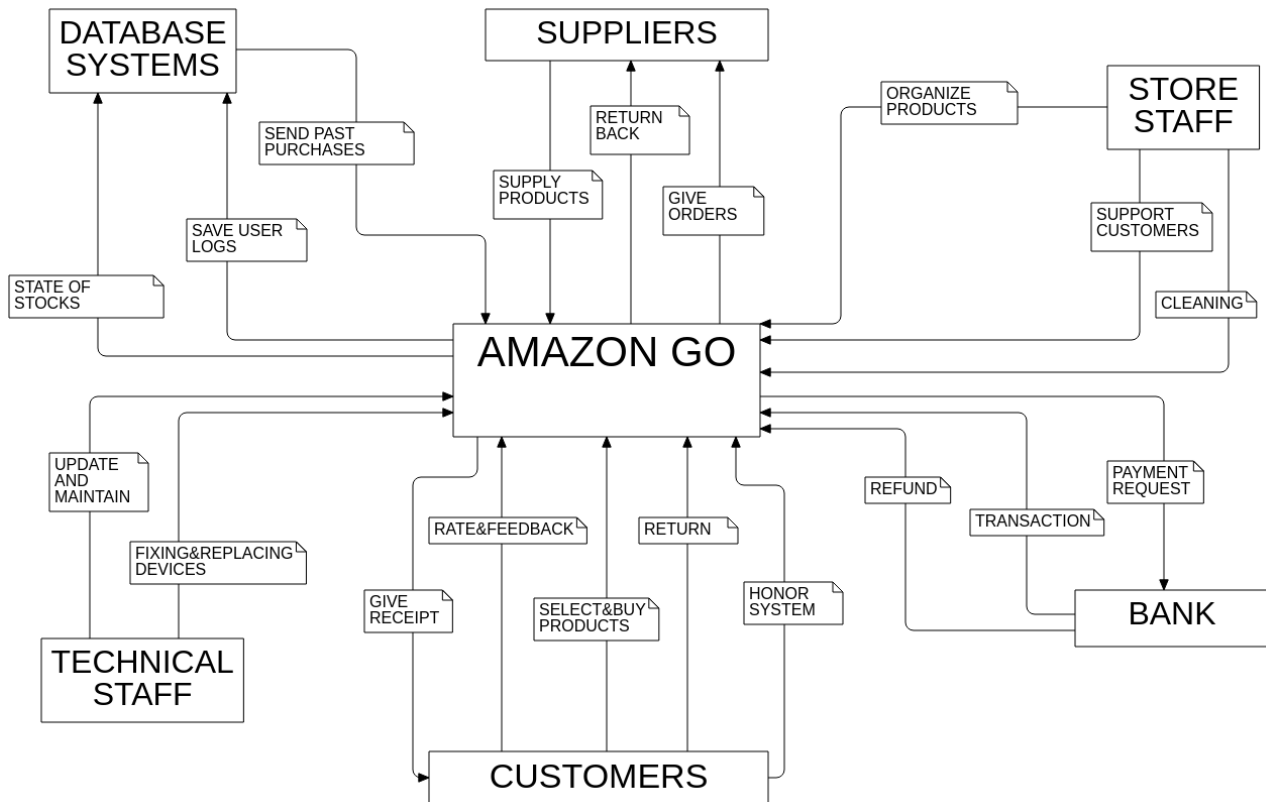 DATABASE
SYSTEMS
SUPPLIERS
STORE
STAFF
ORGANIZE
PRODUCTS
RETURN
BACK
SEND PAST
PURCHASES
SUPPLY
PRODUCTS
GIVE
ORDERS
SUPPORT
CUSTOMERS
SAVE USER
LOGS
STATE OF
STOCKS
CLEANING
AMAZON GO
UPDATE
AND
MAINTAIN
PAYMENT
REQUEST
REFUND
TRANSACTION
RATE&FEEDBACK
RETURN
FIXING&REPLACING
DEVICES
GIVE
RECEIPT
SELECT&BUY
PRODUCTS
HONOR
SYSTEM
BANK
TECHNICAL
STAFF
CUSTOMERS